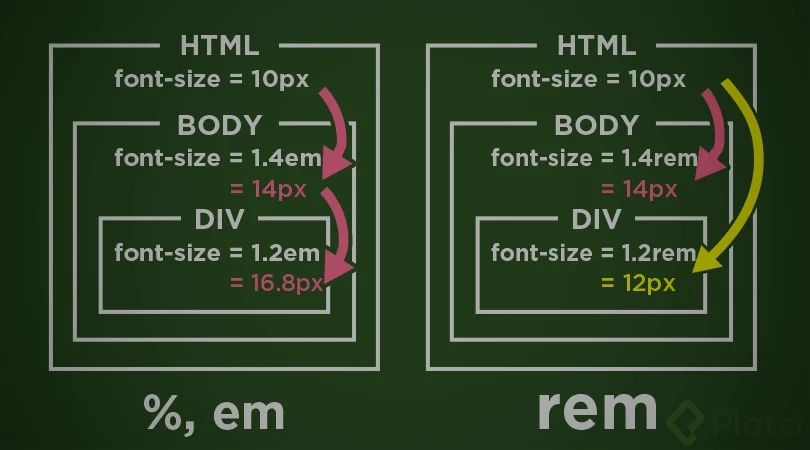 HTML
font-size = 10px
BODY
font-size = 1.4em
= 14px
DIV
font-size = 1.2em
= 16.8px
%, em
HTML
font-size = 10px
BODY
font-size = 1.4rem
= 14px
DIV
font-size = 1.2rem
= 12px
rem
Platzi